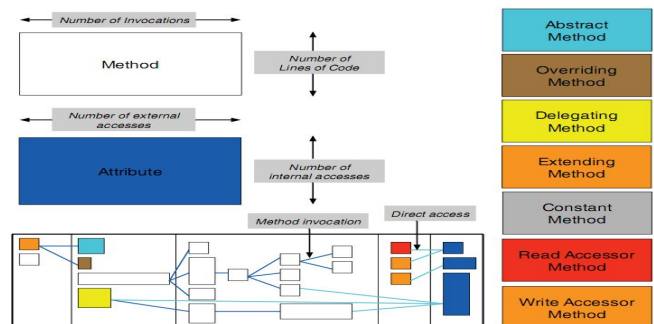 Number of Invocations
Method
Number of
Lines of Code
Number of external
accesses
Attribute
Number of
internal accesses
Method invocation
Direct access
Abstract
Method
Overriding
Method
Delegating
Method
Extending
Method
Constant
Method
Read Accessor
Method
Write Accessor
Method